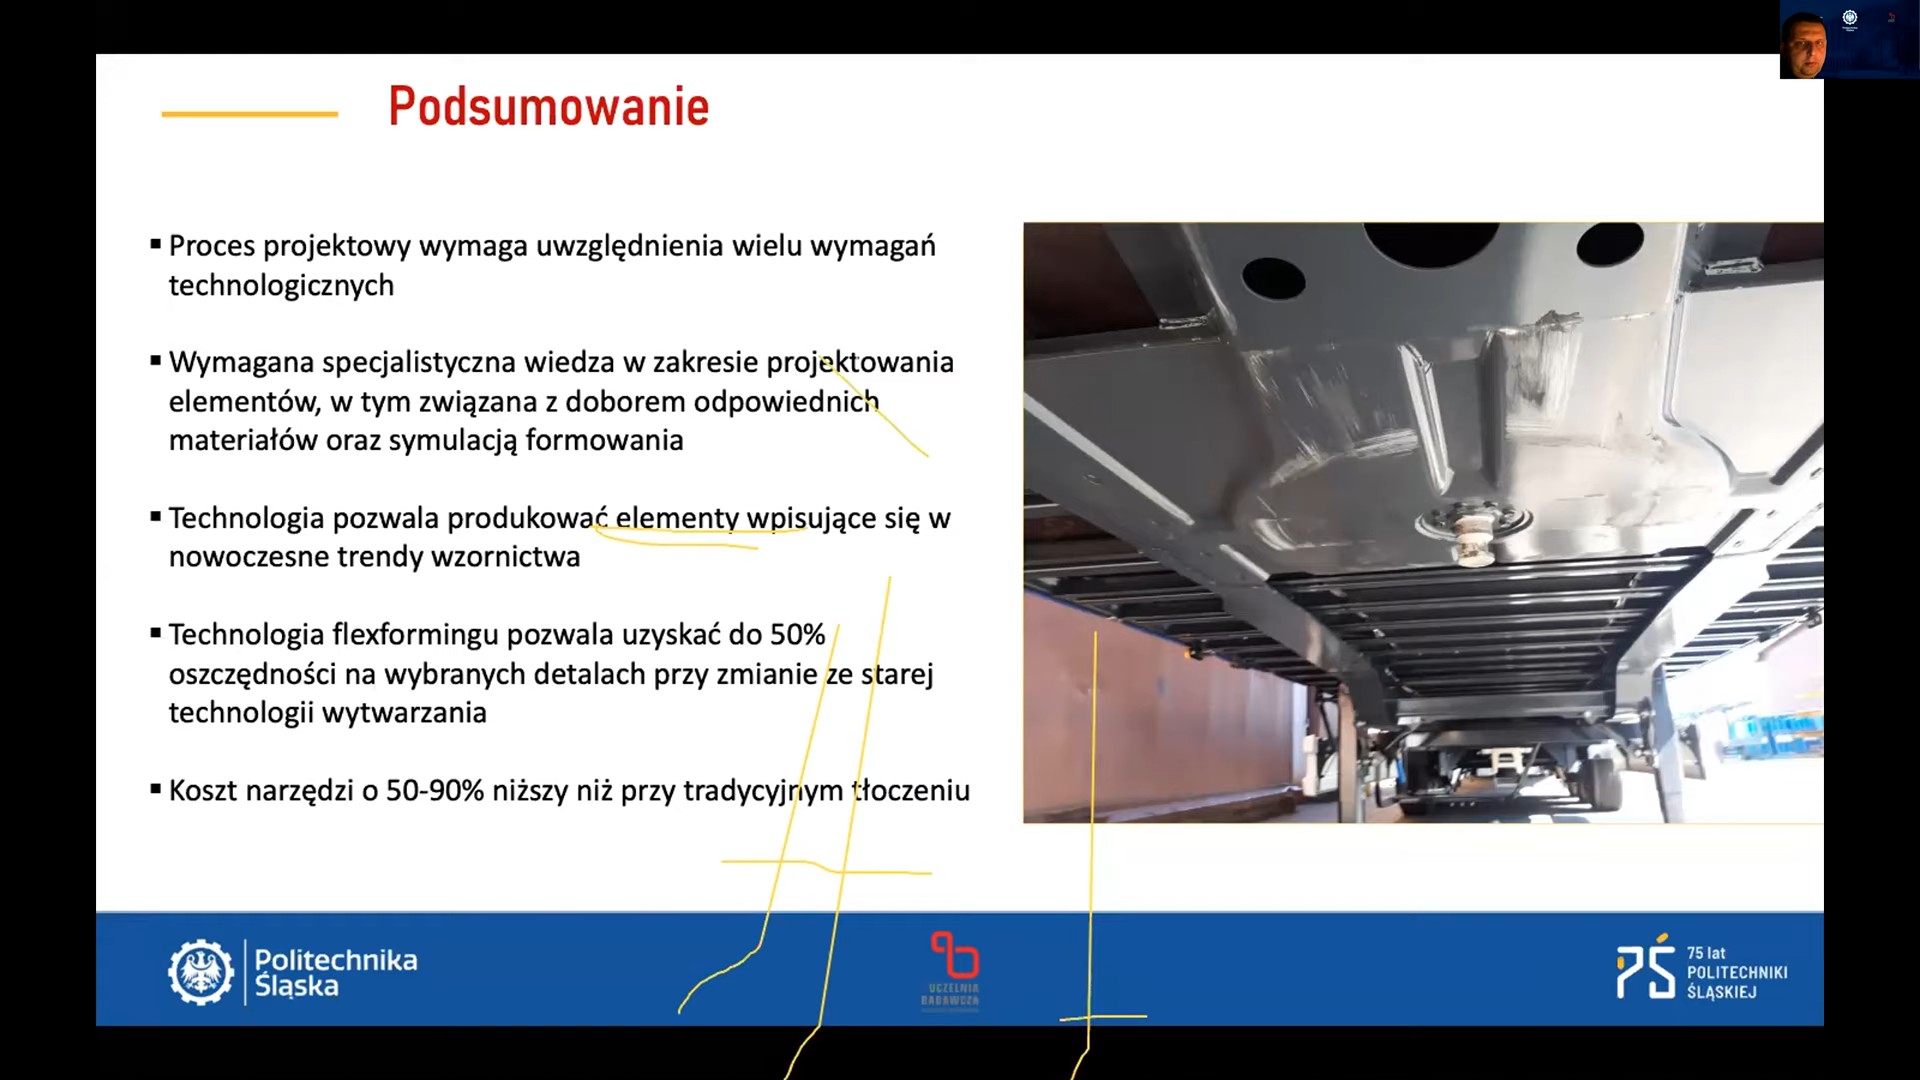 Podsumowanie
▪ Proces projektowy wymaga uwzględnienia wielu wymagań
technologicznych
▪ Wymagana specjalistyczna wiedza w zakresie projektowania
elementów, w tym związana z doborem odpowiednich
materiałów oraz symulacją formowania
▪ Technologia pozwala produkować elementy wpisujące się w
nowoczesne trendy wzornictwa
▪ Technologia flexformingu pozwala uzyskać do 50%
oszczędności na wybranych detalach przy zmianie ze starej
technologii wytwarzania
▪ Koszt narzędzi o 50-90% niższy niż przy tradycyjnym tłoczeniu
Politechnika
Śląska
UCZELNIA
BADAWCZA
PŚ
75 lat
POLITECHNIKI
ŚLĄSKIEJ